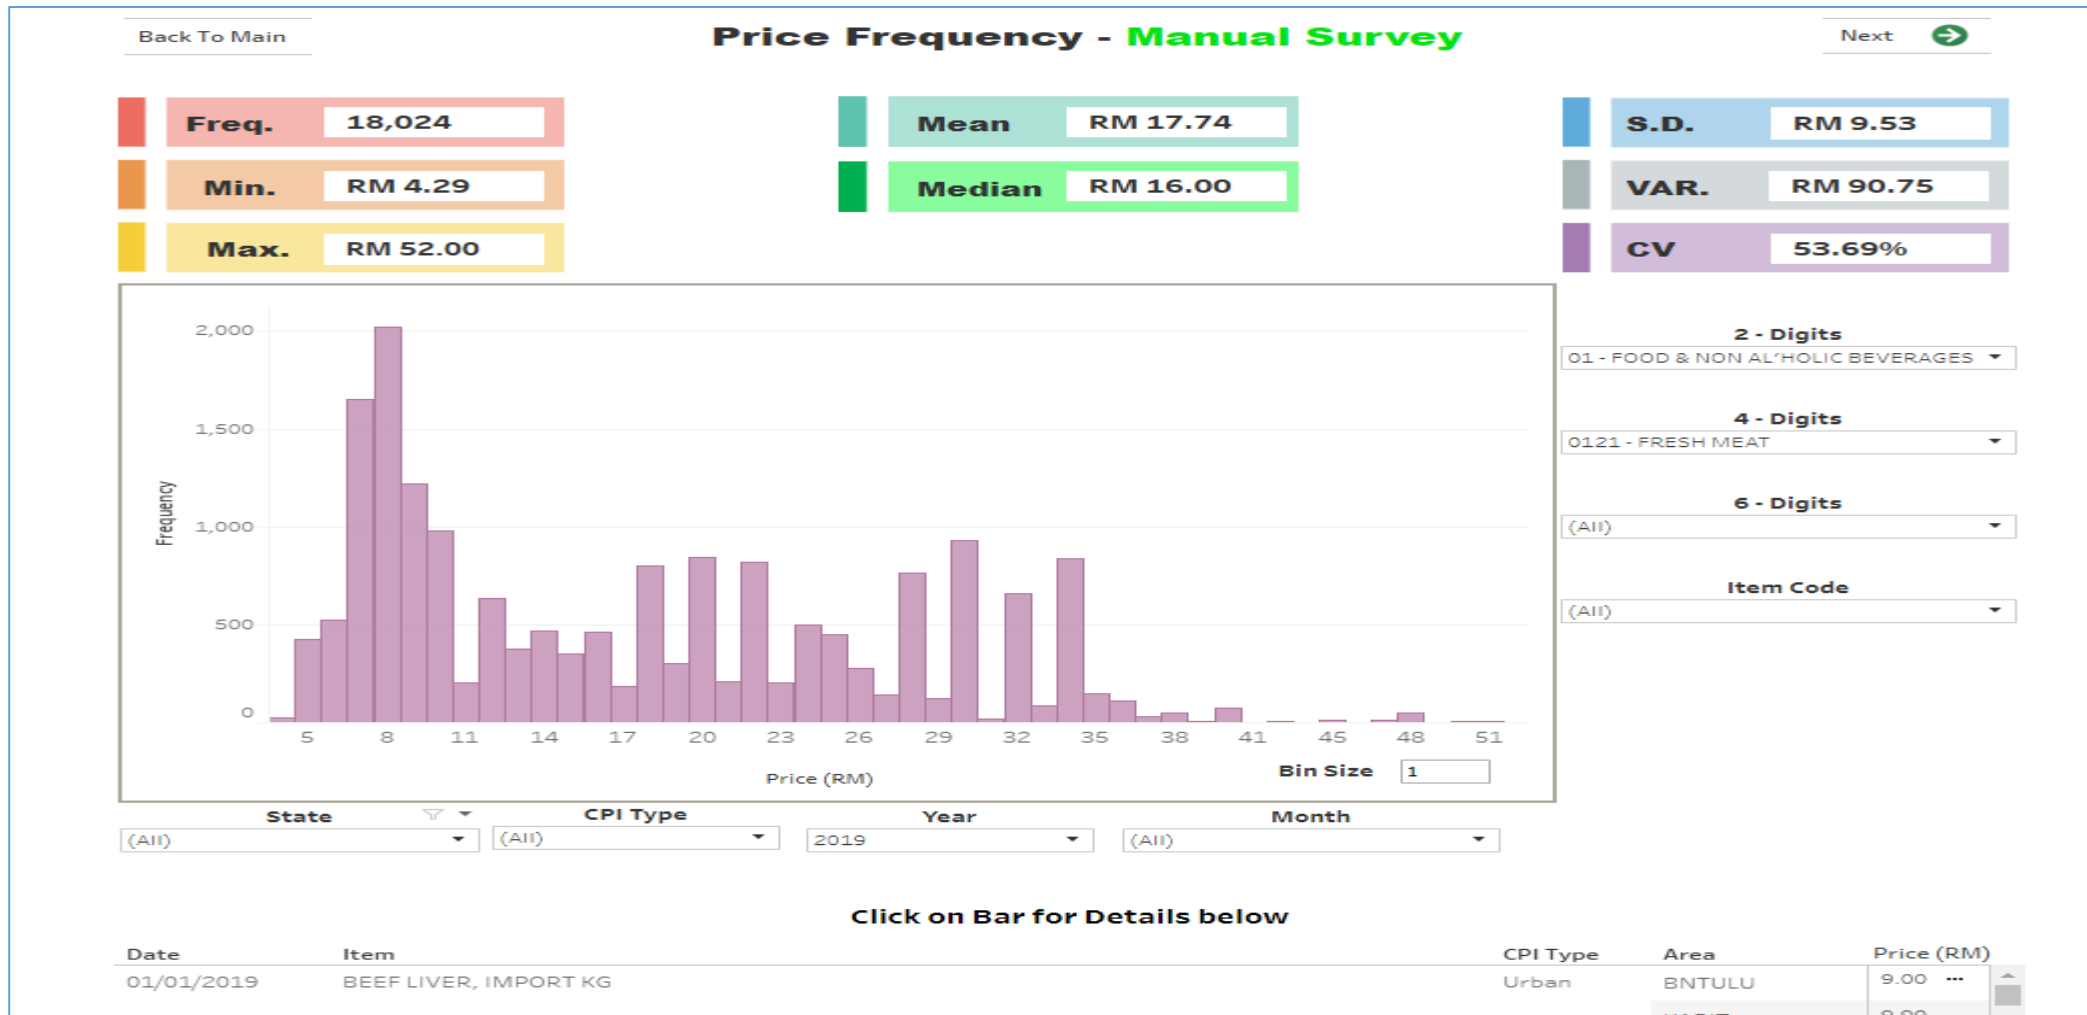 Back To Main
Price Frequency - Manual Survey
Next
Freq. 18,024
Mean RM 17.74
S.D. RM 9.53
Min. RM 4.29
Median RM 16.00
VAR. RM 90.75
Max. RM 52.00
CV 53.69%
2,000
1,500
1,000
500
0
Frequency
5 8 11 14 17 20 23 26 29 32 35 38 41 45 48 51
Price (RM)
Bin Size 1
2 - Digits
01 - FOOD & NON AL'HOLIC BEVERAGES
4 - Digits
0121 - FRESH MEAT
6 - Digits
(All)
Item Code
(All)
State CPI Type Year Month
(All) (All) 2019 (All)
Click on Bar for Details below
Date Item CPI Type Area Price (RM)
01/01/2019 BEEF LIVER, IMPORT KG Urban BNTULU 9.00 ...